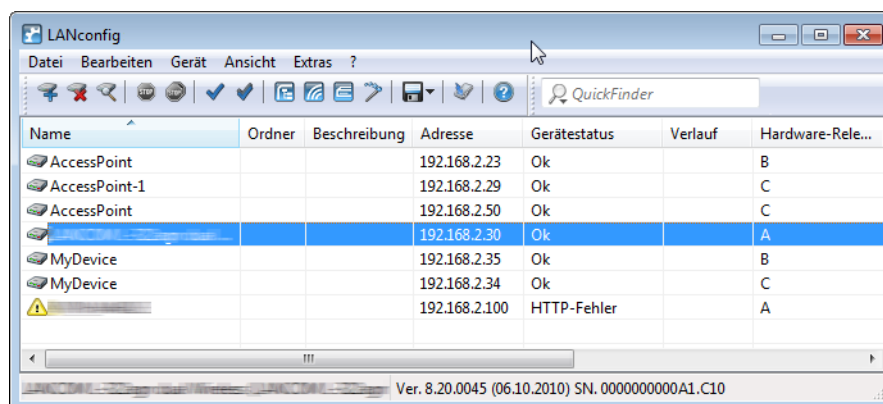 LANconfig
Datei Bearbeiten Gerät Ansicht Extras ?
QuickFinder
Name Ordner Beschreibung Adresse Gerätestatus Verlauf Hardware-Rele...
AccessPoint 192.168.2.23 Ok B
AccessPoint-1 192.168.2.29 Ok C
AccessPoint 192.168.2.50 Ok C
192.168.2.30 Ok A
MyDevice 192.168.2.35 Ok B
MyDevice 192.168.2.34 Ok C
192.168.2.100 HTTP-Fehler A
Ver. 8.20.0045 (06.10.2010) SN. 0000000000A1.C10